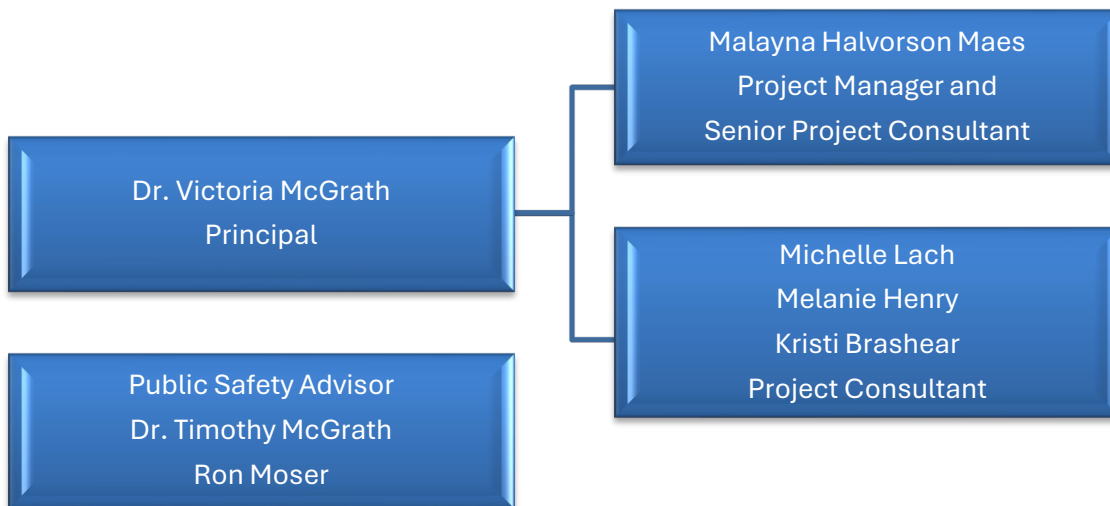 Malayna Halvorson Maes
Project Manager and
Senior Project Consultant
Dr. Victoria McGrath
Principal
Michelle Lach
Melanie Henry
Kristi Brashear
Project Consultant
Public Safety Advisor
Dr. Timothy McGrath
Ron Moser